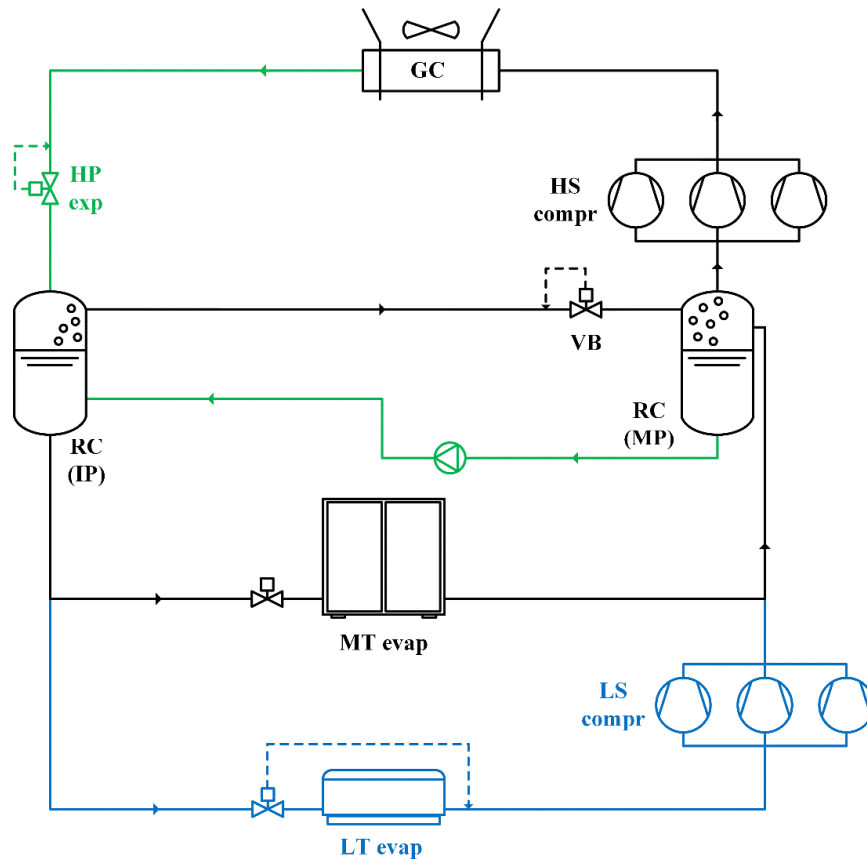 GC
HP
exp
HS
compr
VB
RC
(MP)
RC
(IP)
MT evap
LS
compr
LT evap